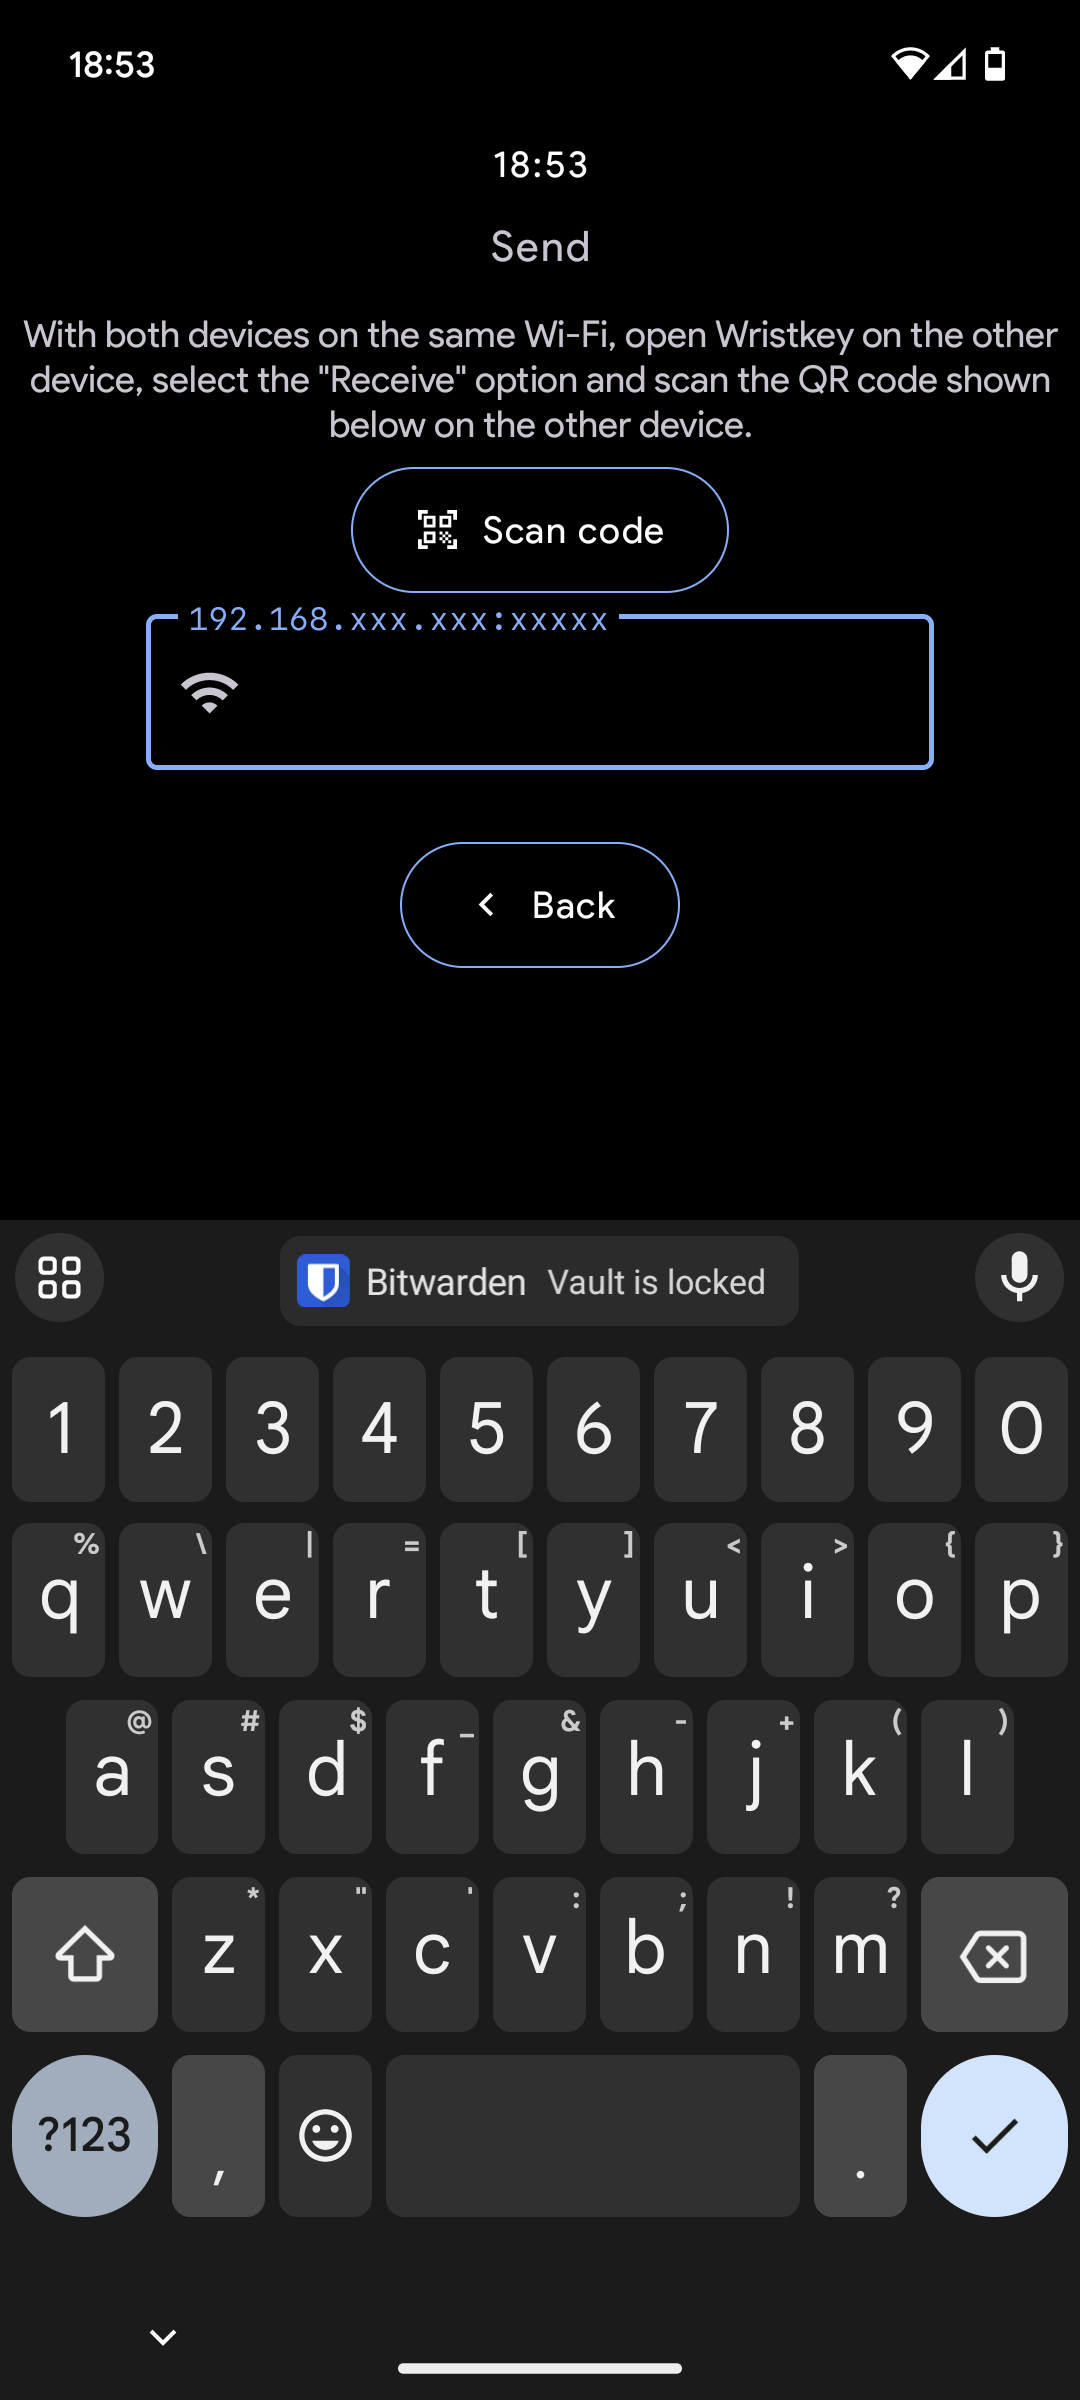 18:53
18:53
Send
With both devices on the same Wi-Fi, open Wristkey on the other
device, select the "Receive" option and scan the QR code shown
below on the other device.
Scan code
192.168.xxx.xxx:xxxxx
Back
Bitwarden Vault is locked
1 2 3 4 5 6 7 8 9 0
% \ | = [ ] < > { }
q w e r t y u i o p
@ # $ _ & - + ( )
a s d f g h j k l
* " ' : ; ! ?
z x c v b n m
?123 , .